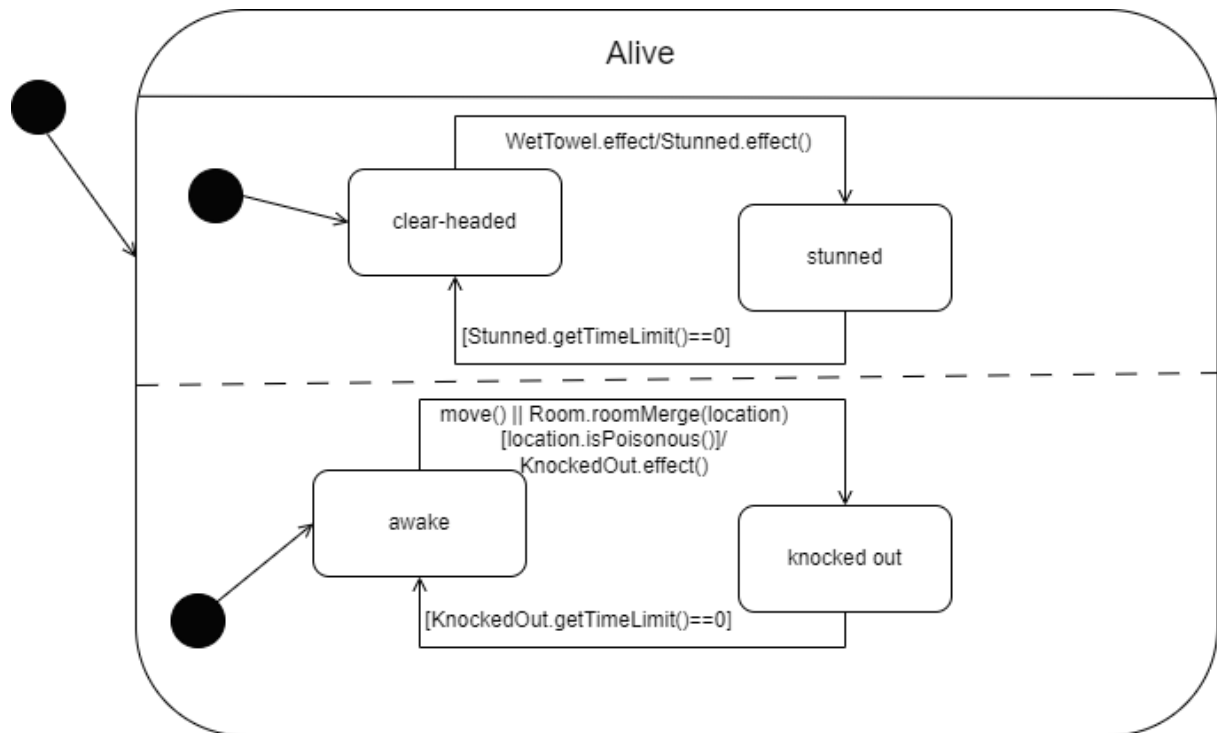 Alive
WetTowel.effect/Stunned.effect()
clear-headed
stunned
[Stunned.getTimeLimit()==0]
move() || Room.roomMerge(location)
[location.isPoisonous()]/
KnockedOut.effect()
awake
knocked out
[KnockedOut.getTimeLimit()==0]